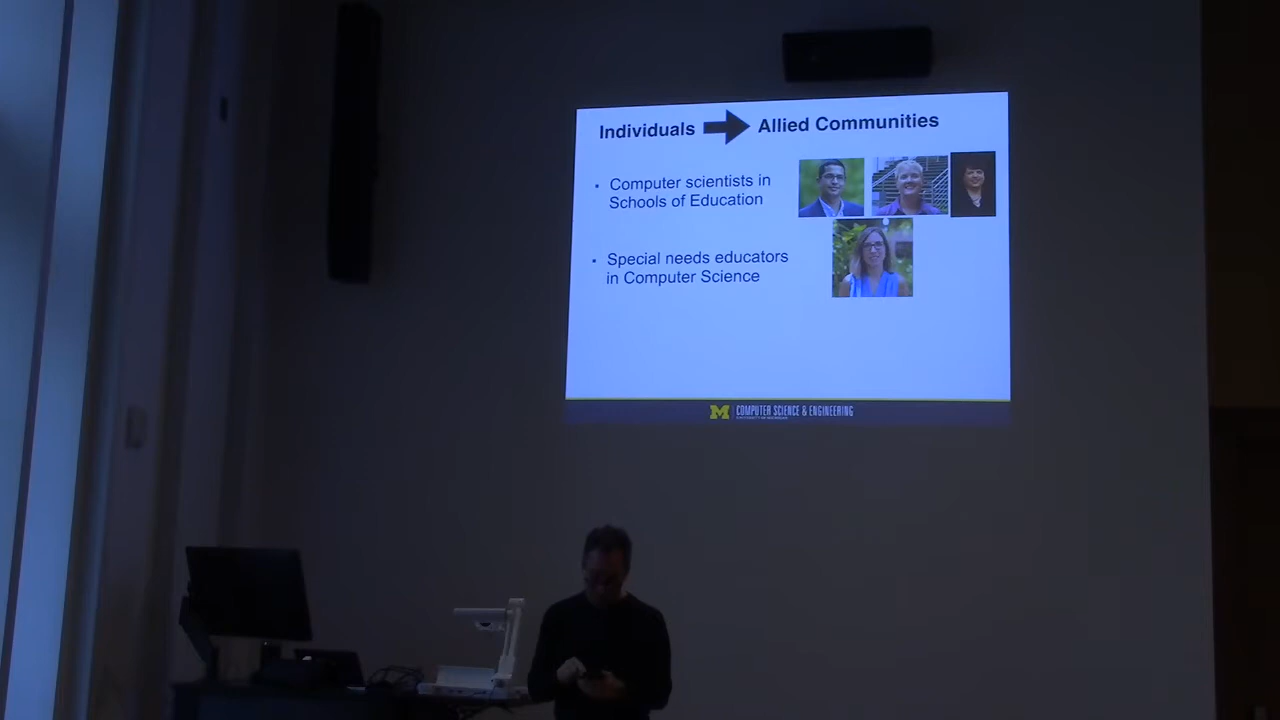 Individuals Allied Communities
• Computer scientists in
Schools of Education
• Special needs educators
in Computer Science
M COMPUTER SCIENCE & ENGINEERING